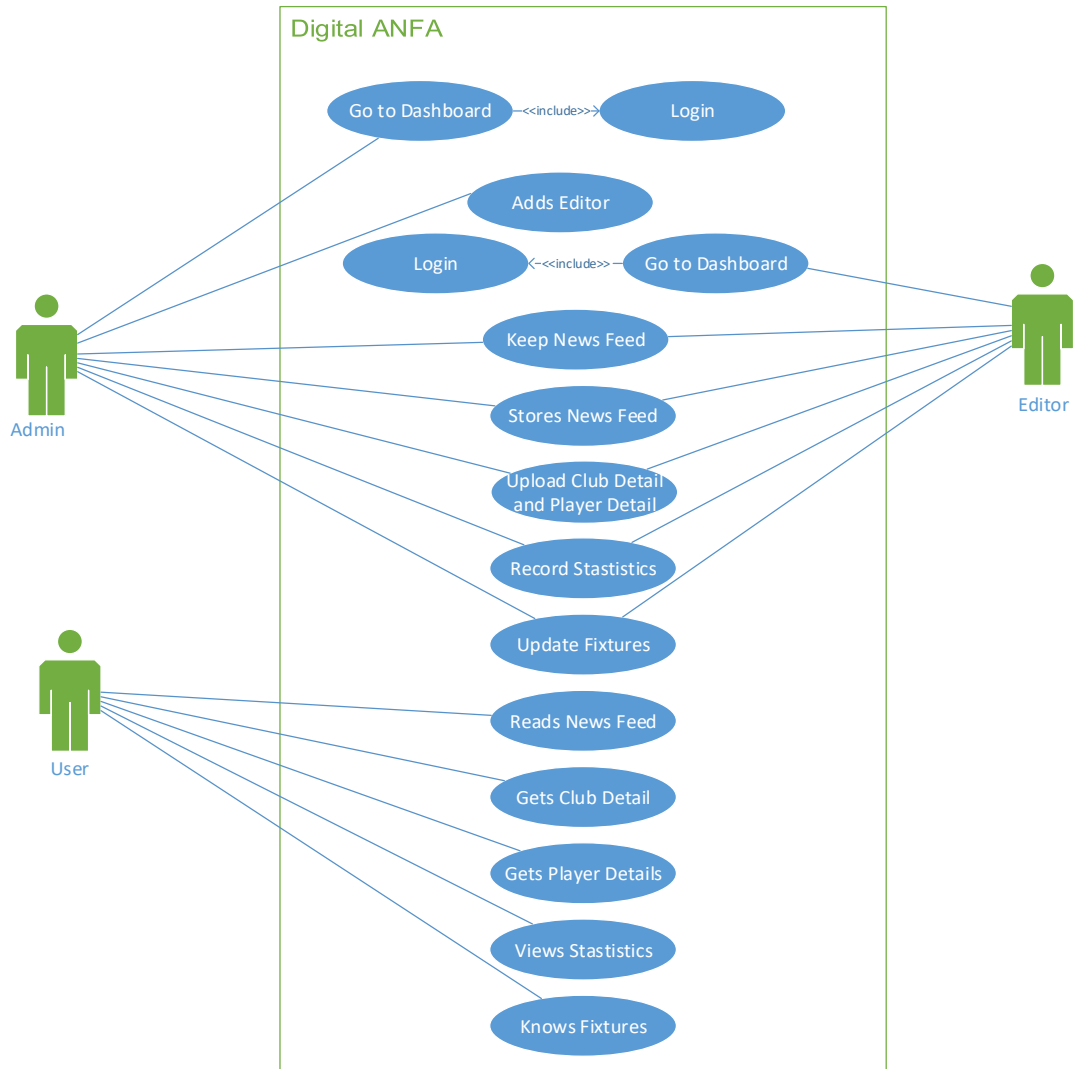 Digital ANFA
Go to Dashboard
<<include>>
Login
Adds Editor
Login
<<include>>
Go to Dashboard
Keep News Feed
Admin
Editor
Stores News Feed
Upload Club Detail
and Player Detail
Record Stastistics
Update Fixtures
User
Reads News Feed
Gets Club Detail
Gets Player Details
Views Stastistics
Knows Fixtures